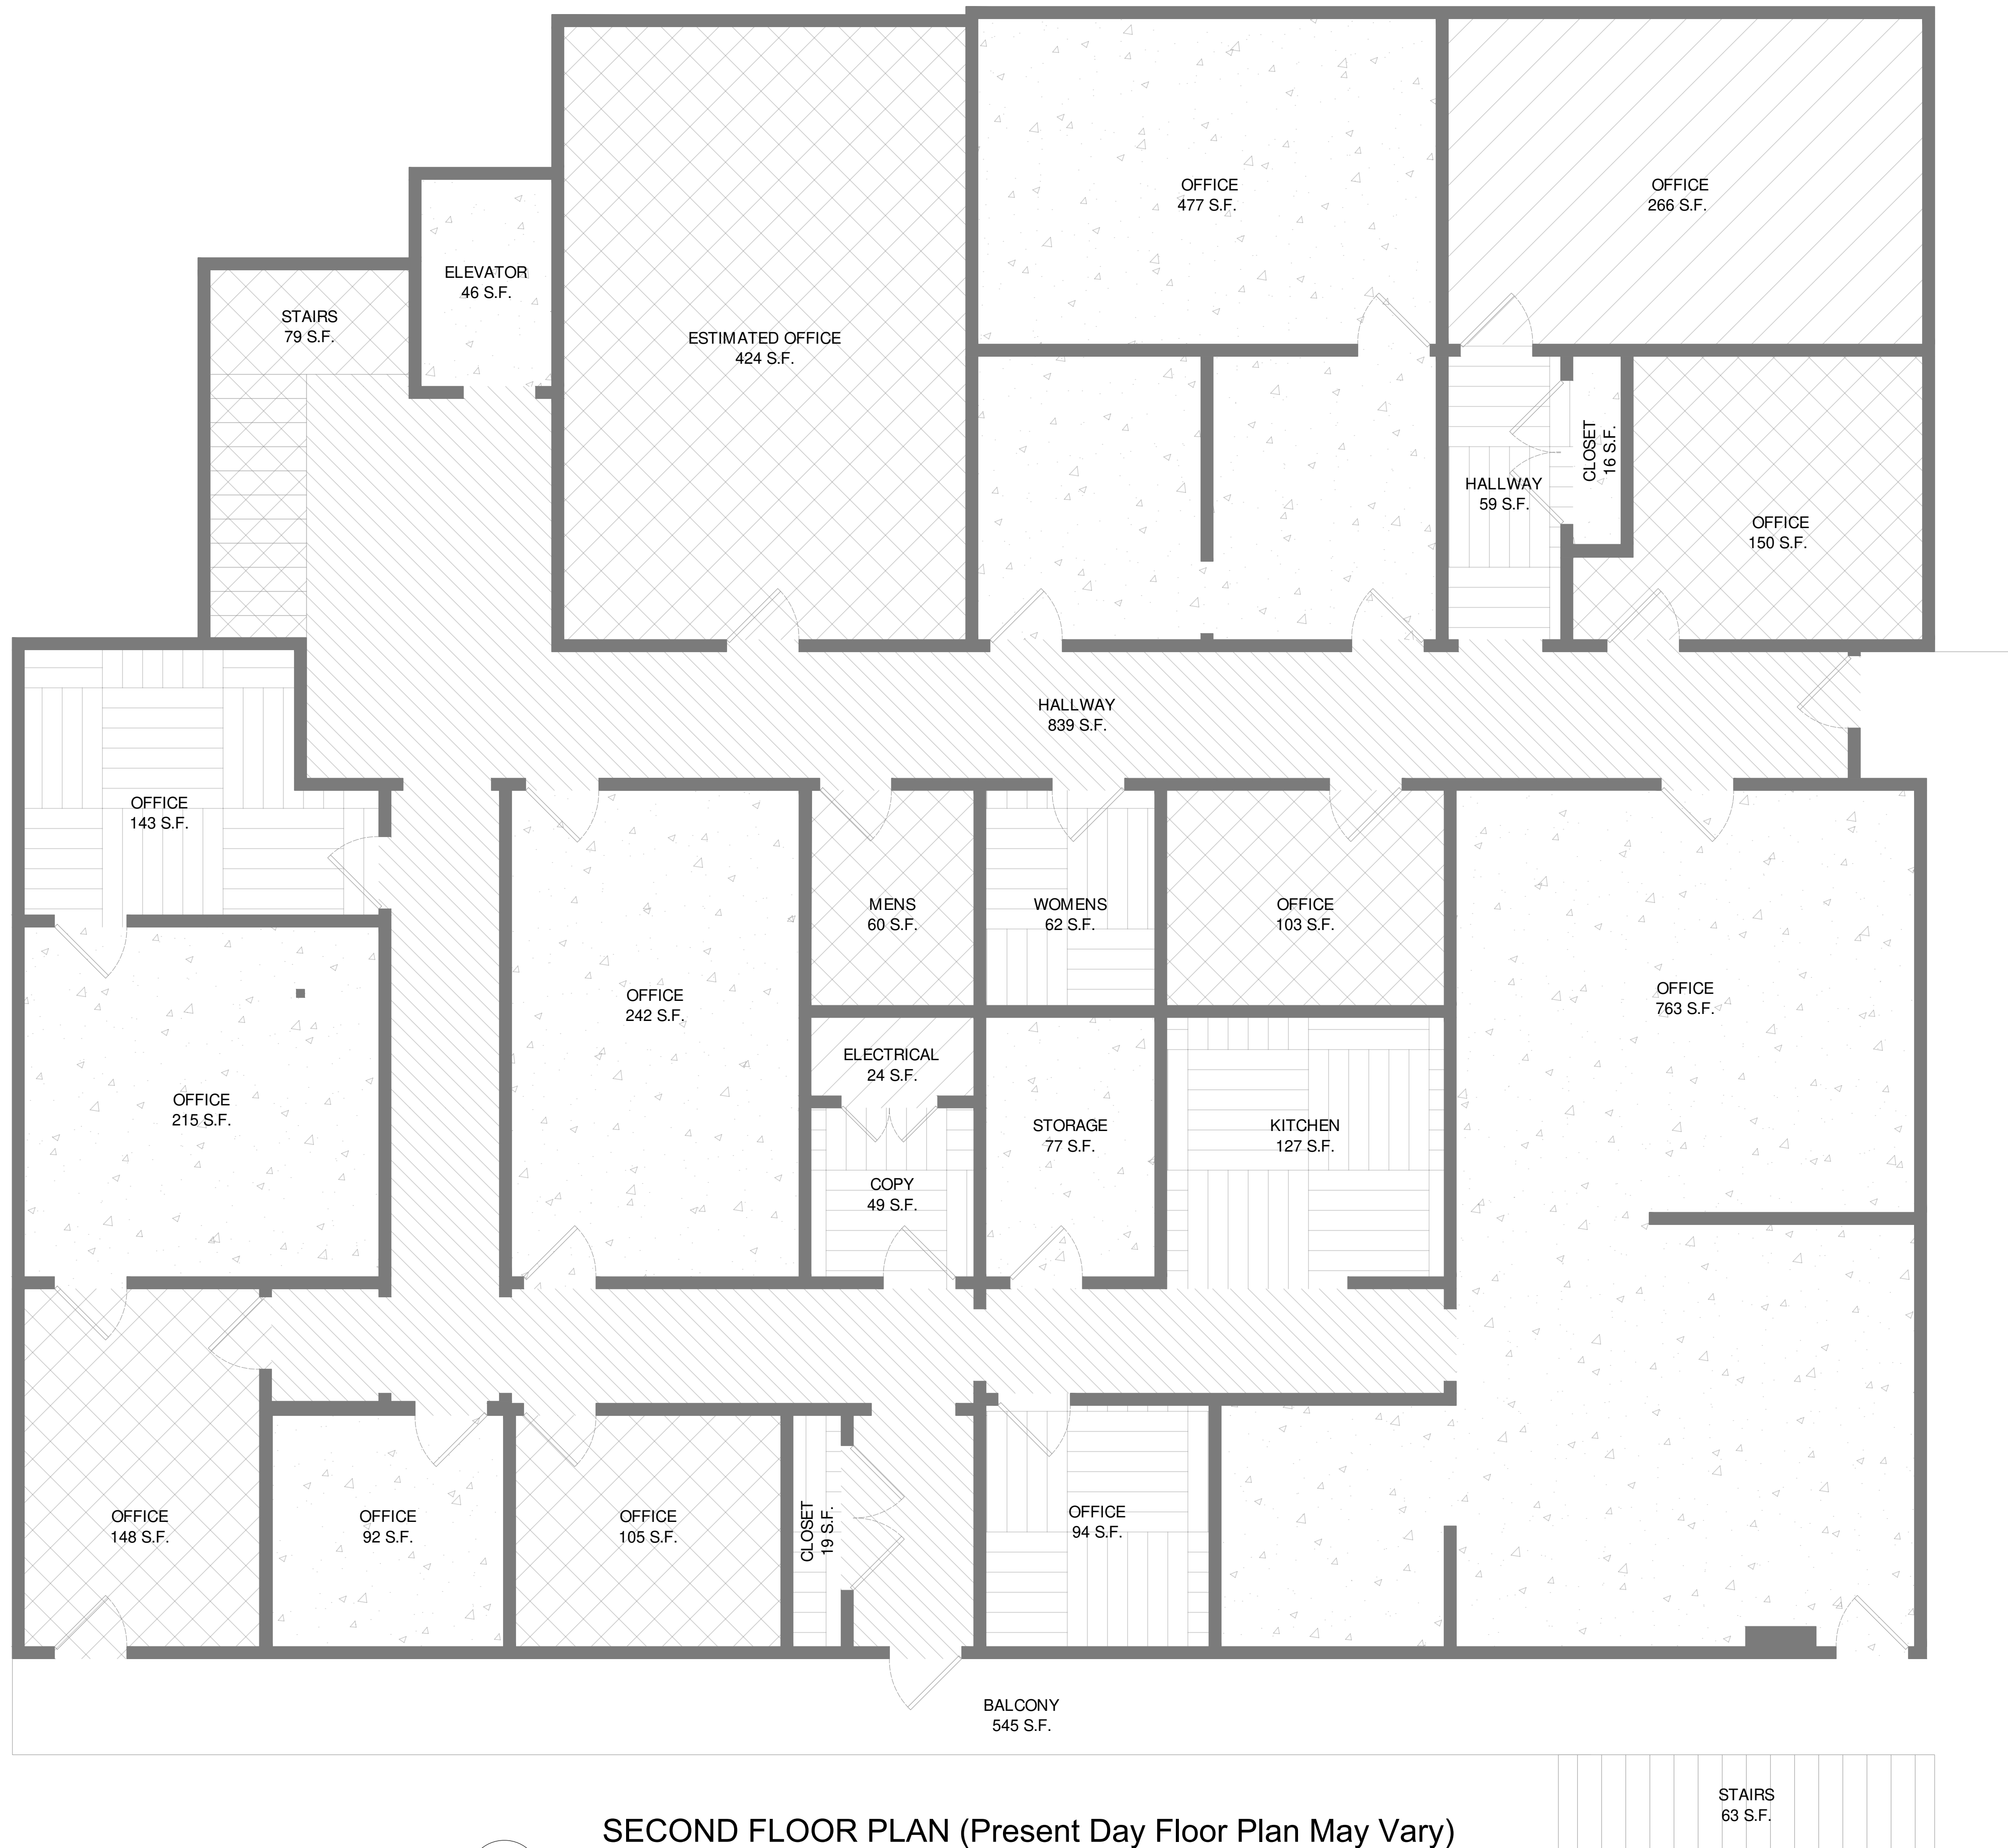 OFFICE
477 S.F.
OFFICE
266 S.F.
ELEVATOR
46 S.F.
STAIRS
79 S.F.
ESTIMATED OFFICE
424 S.F.
CLOSET
16 S.F.
HALLWAY
59 S.F.
OFFICE
150 S.F.
HALLWAY
839 S.F.
OFFICE
143 S.F.
MENS
60 S.F.
WOMENS
62 S.F.
OFFICE
103 S.F.
OFFICE
242 S.F.
OFFICE
763 S.F.
ELECTRICAL
24 S.F.
OFFICE
215 S.F.
STORAGE
77 S.F.
KITCHEN
127 S.F.
COPY
49 S.F.
OFFICE
148 S.F.
OFFICE
92 S.F.
OFFICE
105 S.F.
CLOSET
19 S.F.
OFFICE
94 S.F.
BALCONY
545 S.F.
STAIRS
63 S.F.
SECOND FLOOR PLAN (Present Day Floor Plan May Vary)